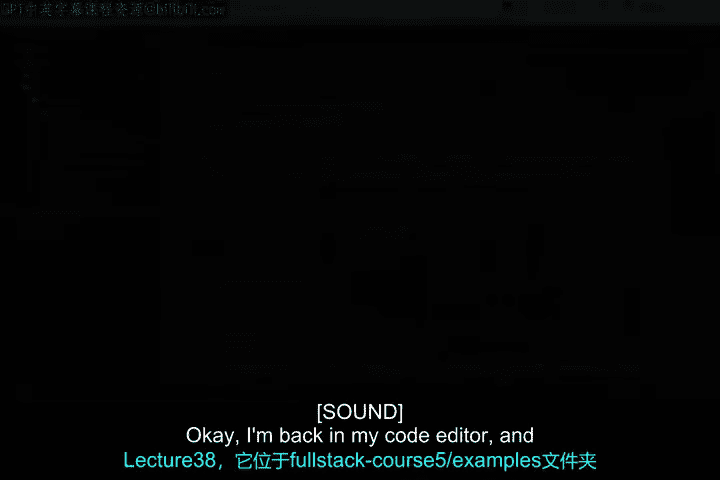 [SOUND]
Okay, I'm back in my code editor, and
Lecture38，它位于fullstack-course5/examples文件夹